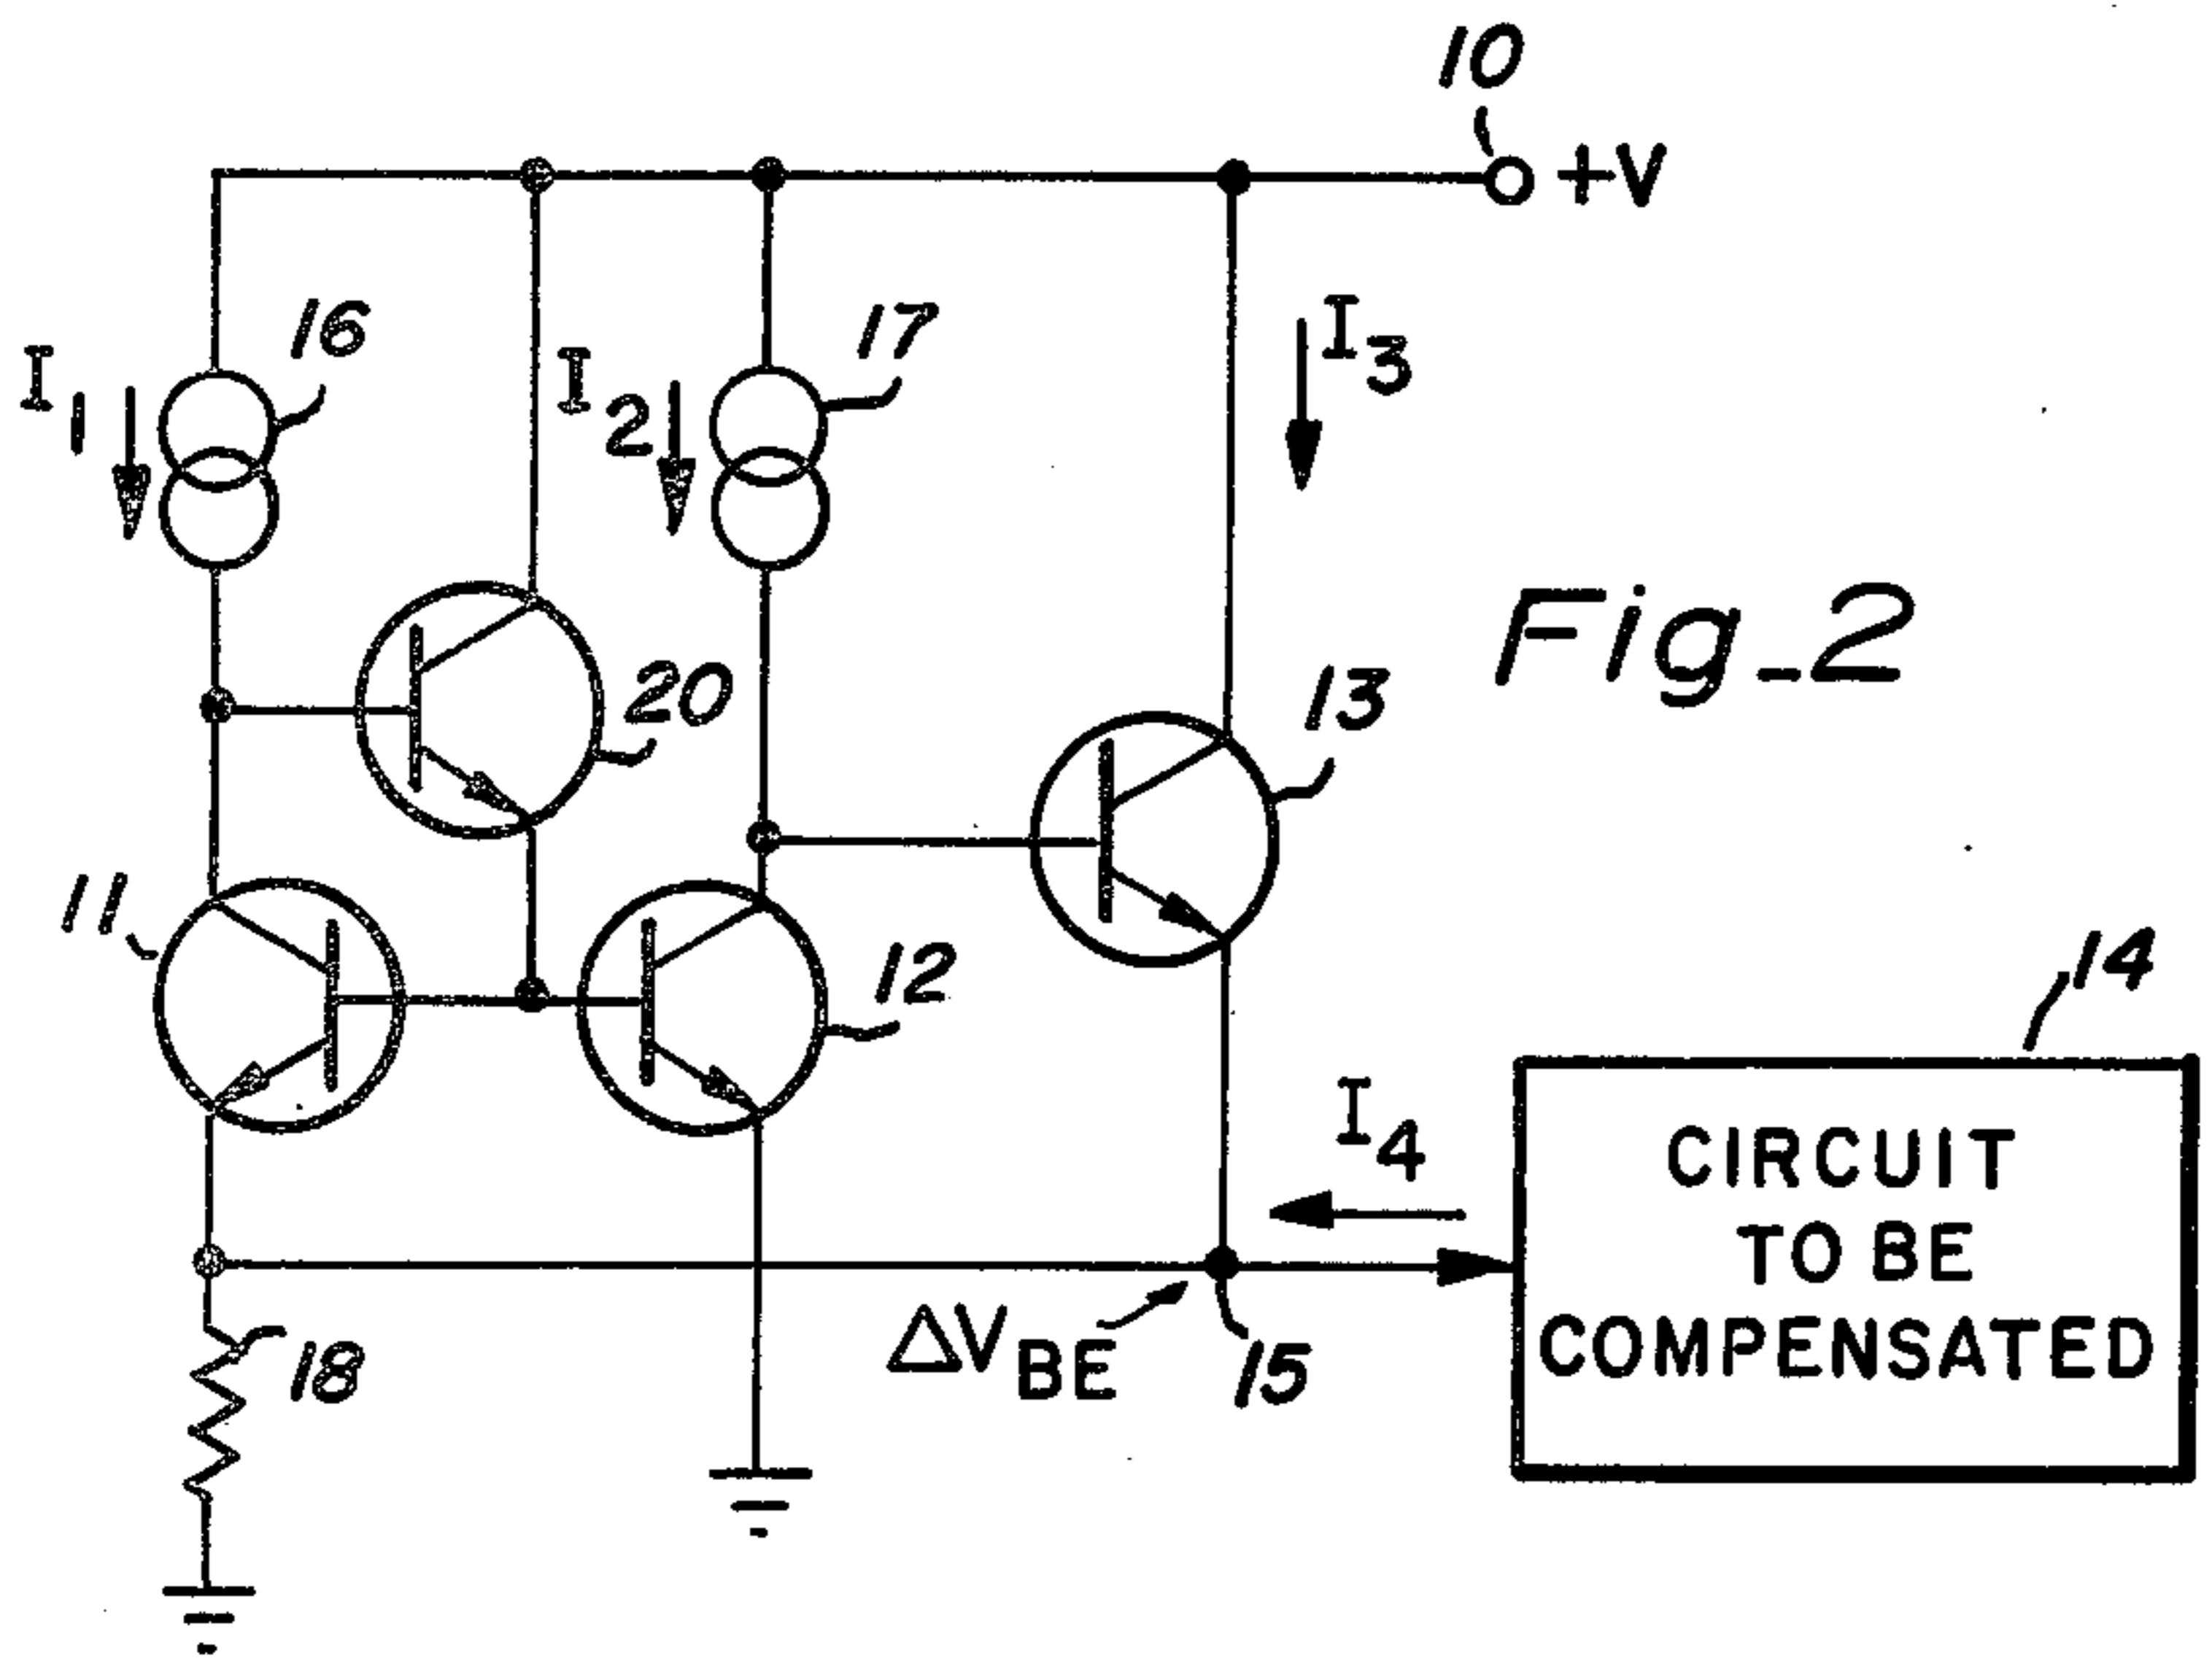 10
+V
I1
16
I2
17
I3
Fig_2
20
13
11
12
14
I4
CIRCUIT
TO BE
COMPENSATED
ΔVBE
15
18